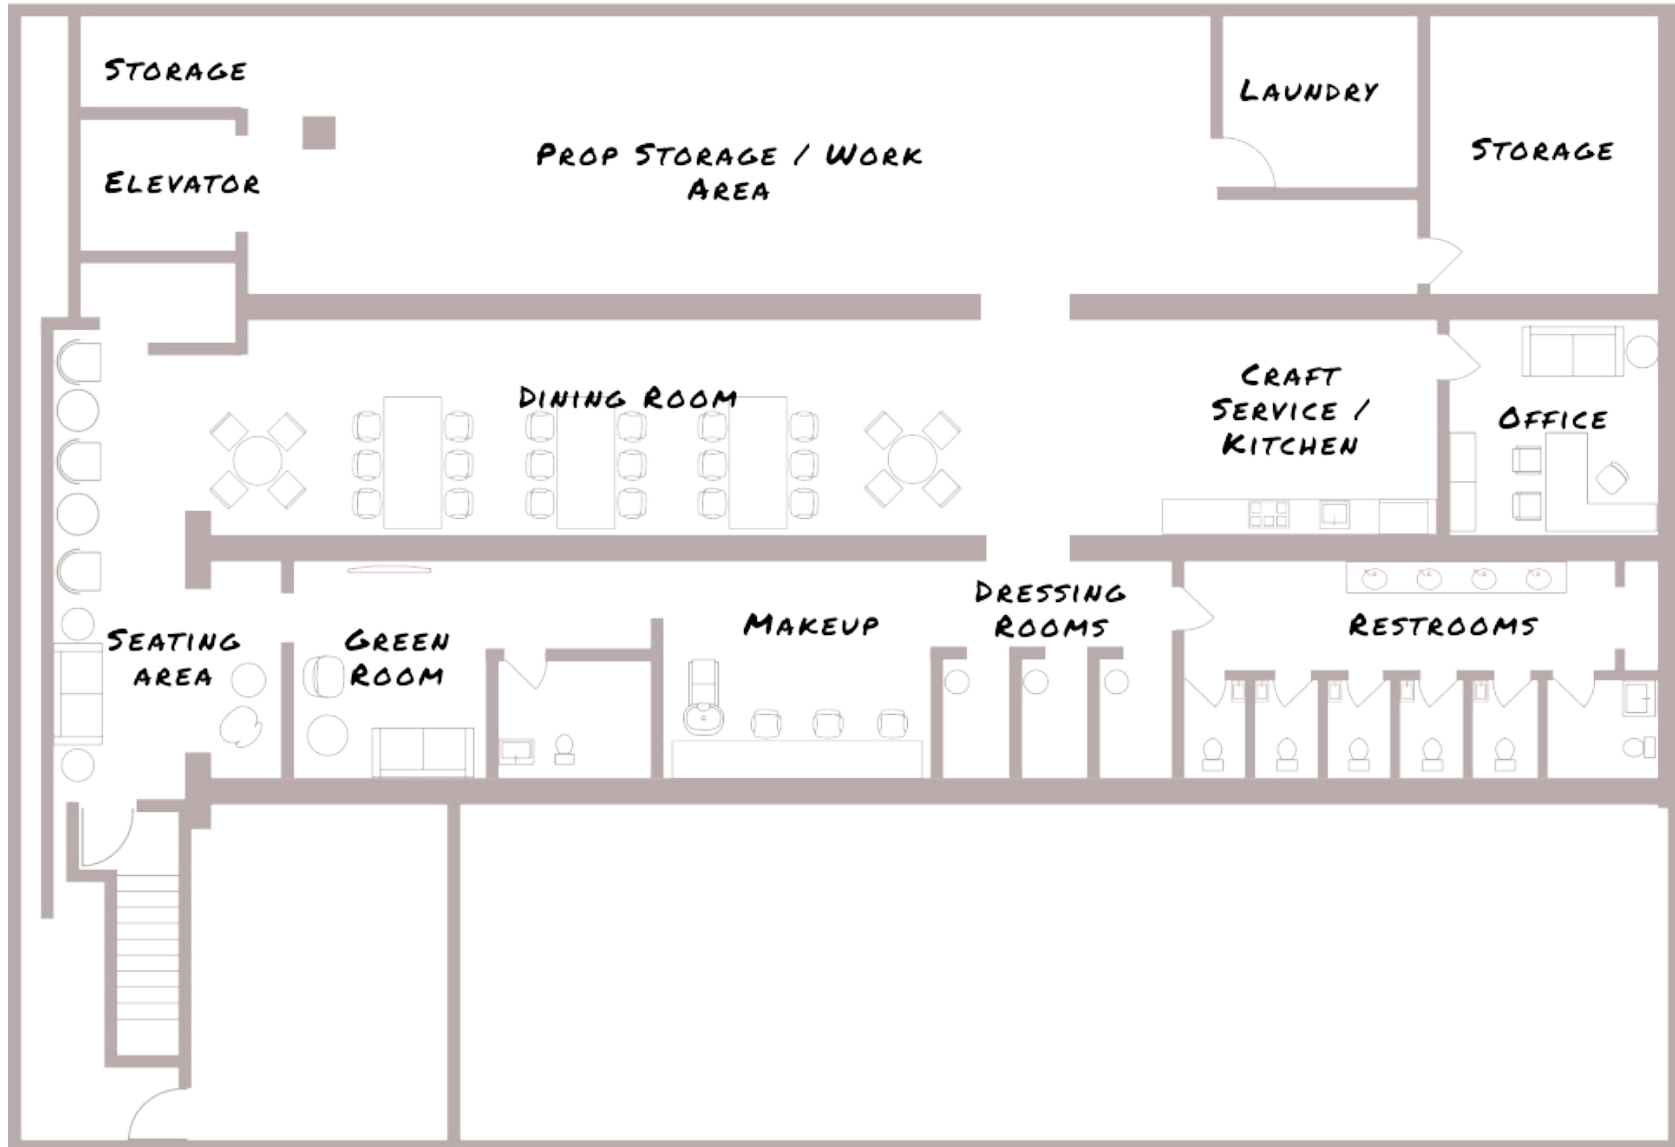 Storage
Laundry
Prop Storage / Work
Area
Storage
Elevator
Craft
Service /
Kitchen
Dining Room
Office
Dressing
Rooms
Makeup
Restrooms
Seating
area
Green
Room